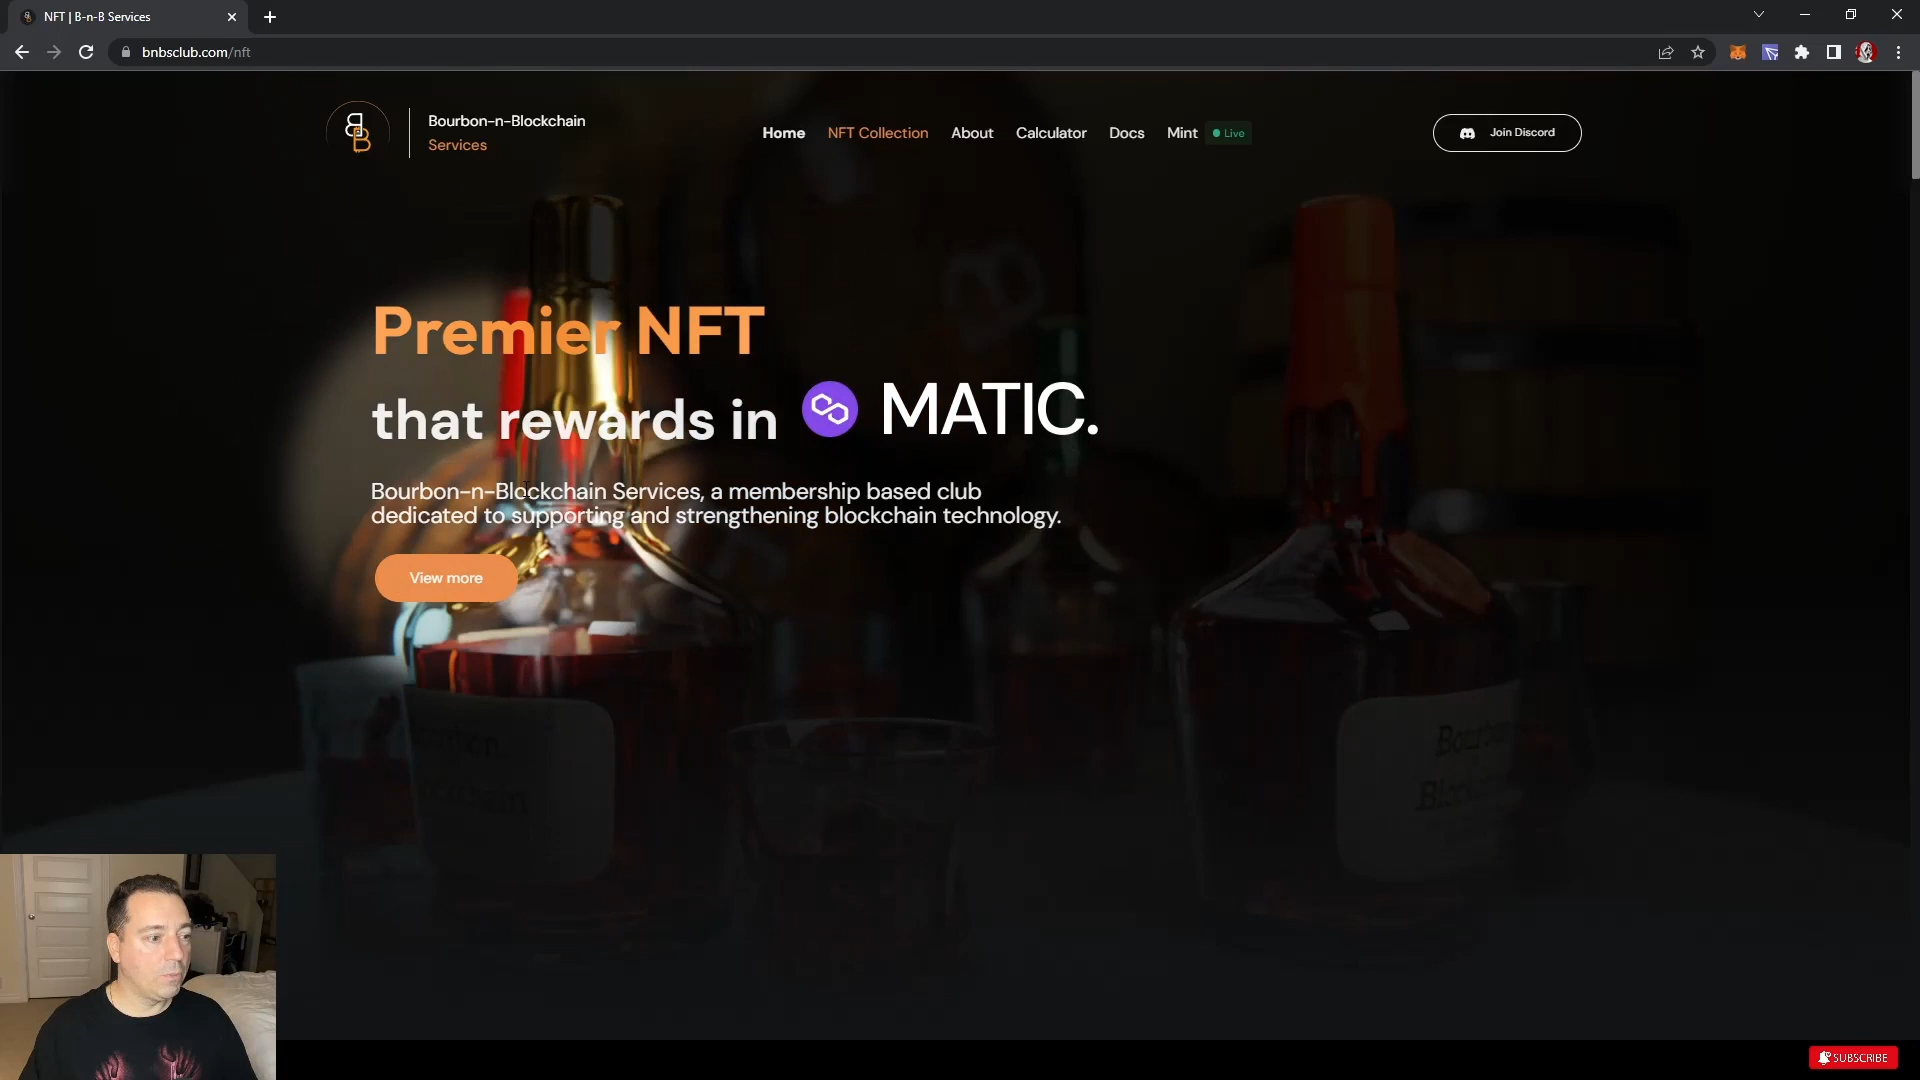 NFT | B-n-B Services
bnbsclub.com/nft
Bourbon-n-Blockchain
Services
Home NFT Collection About Calculator Docs Mint Live
Join Discord
Premier NFT
that rewards in MATIC.
Bourbon-n-Blockchain Services, a membership based club
dedicated to supporting and strengthening blockchain technology.
View more
SUBSCRIBE